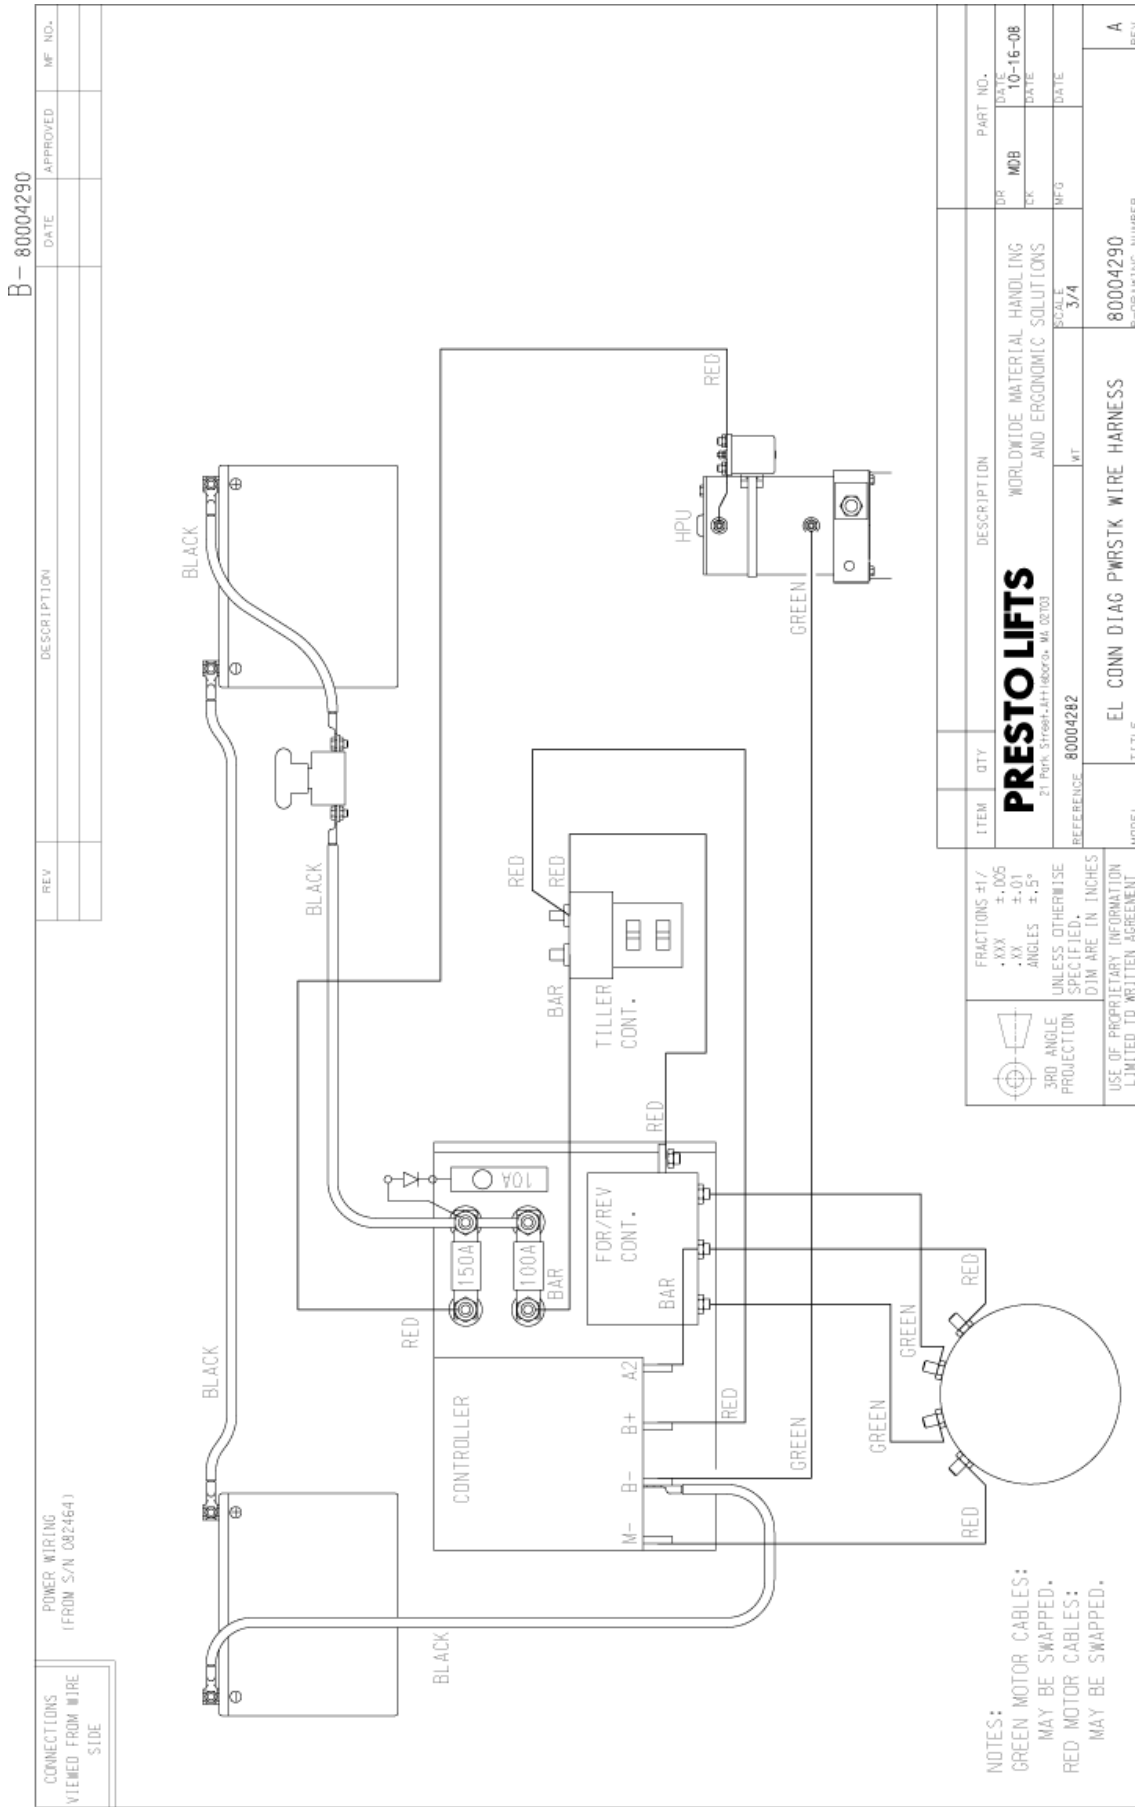 B- 80004290
CONNECTIONS
VIEWED FROM WIRE
SIDE
POWER WIRING
(FROM S/N 082464)
REV
DESCRIPTION
DATE
APPROVED
MF NO.
BLACK
BLACK
BLACK
BLACK
RED
150A
100A
10A
BAR
CONTROLLER
M-
B-
B+
A2
FOR/REV
CONT.
BAR
RED
BAR
RED
RED
TILLER
CONT.
RED
HPU
GREEN
GREEN
RED
GREEN
GREEN
RED
RED
NOTES:
GREEN MOTOR CABLES:
MAY BE SWAPPED.
RED MOTOR CABLES:
MAY BE SWAPPED.
3RD ANGLE
PROJECTION
FRACTIONS ±1/
.XXX ±.005
.XX ±.01
ANGLES ±.5°
UNLESS OTHERWISE
SPECIFIED.
DIM ARE IN INCHES
USE OF PROPRIETARY INFORMATION
LIMITED TO WRITTEN AGREEMENT
ITEM
QTY
DESCRIPTION
PART NO.
PRESTO LIFTS
21 Park Street, Attleboro, MA 02703
WORLDWIDE MATERIAL HANDLING
AND ERGONOMIC SOLUTIONS
DR
MDB
DATE
10-16-08
CK
DATE
MFG
DATE
REFERENCE
80004282
WT
SCALE
3/4
MODEL
TITLE
EL CONN DIAG PWRSTK WIRE HARNESS
80004290
B-DRAWING NUMBER
A
REV